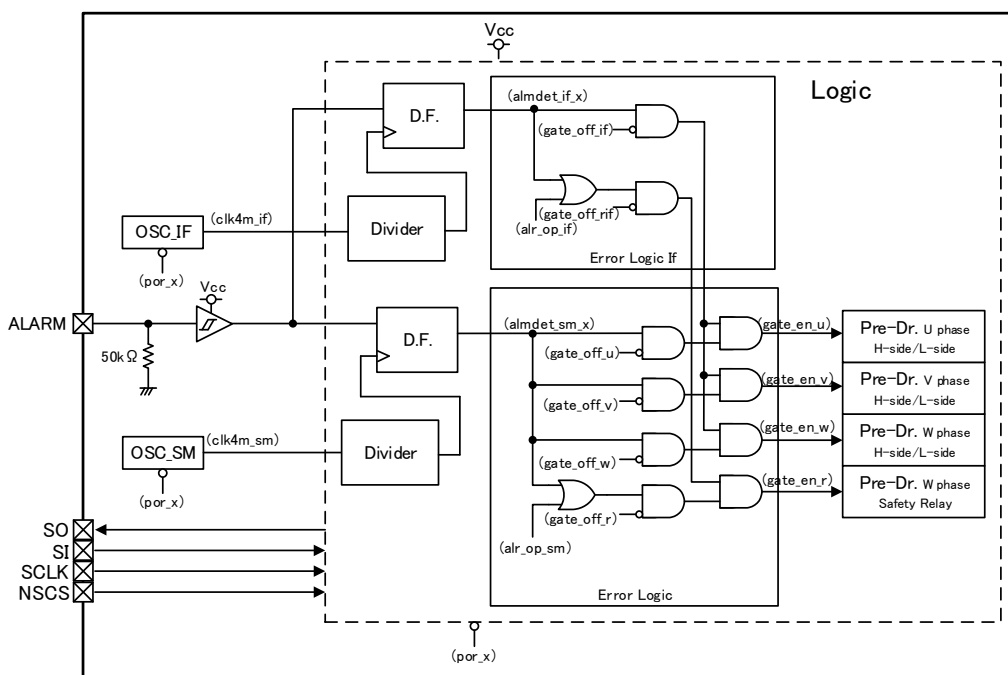 Vcc
Logic
D.F.
(almdet_if_x)
(gate_off_if)
(gate_off_rif)
(alr_op_if)
Error Logic If
OSC_IF
(clk4m_if)
Divider
(por_x)
Vcc
ALARM
50kΩ
D.F.
(almdet_sm_x)
(gate_off_u)
(gate_off_v)
(gate_off_w)
(gate_off_r)
(alr_op_sm)
Error Logic
(gate_en_u)
(gate_en_v)
(gate_en_w)
(gate_en_r)
Pre-Dr. U phase
H-side/L-side
Pre-Dr. V phase
H-side/L-side
Pre-Dr. W phase
H-side/L-side
Pre-Dr. W phase
Safety Relay
OSC_SM
(clk4m_sm)
Divider
(por_x)
SO
SI
SCLK
NSCS
(por_x)